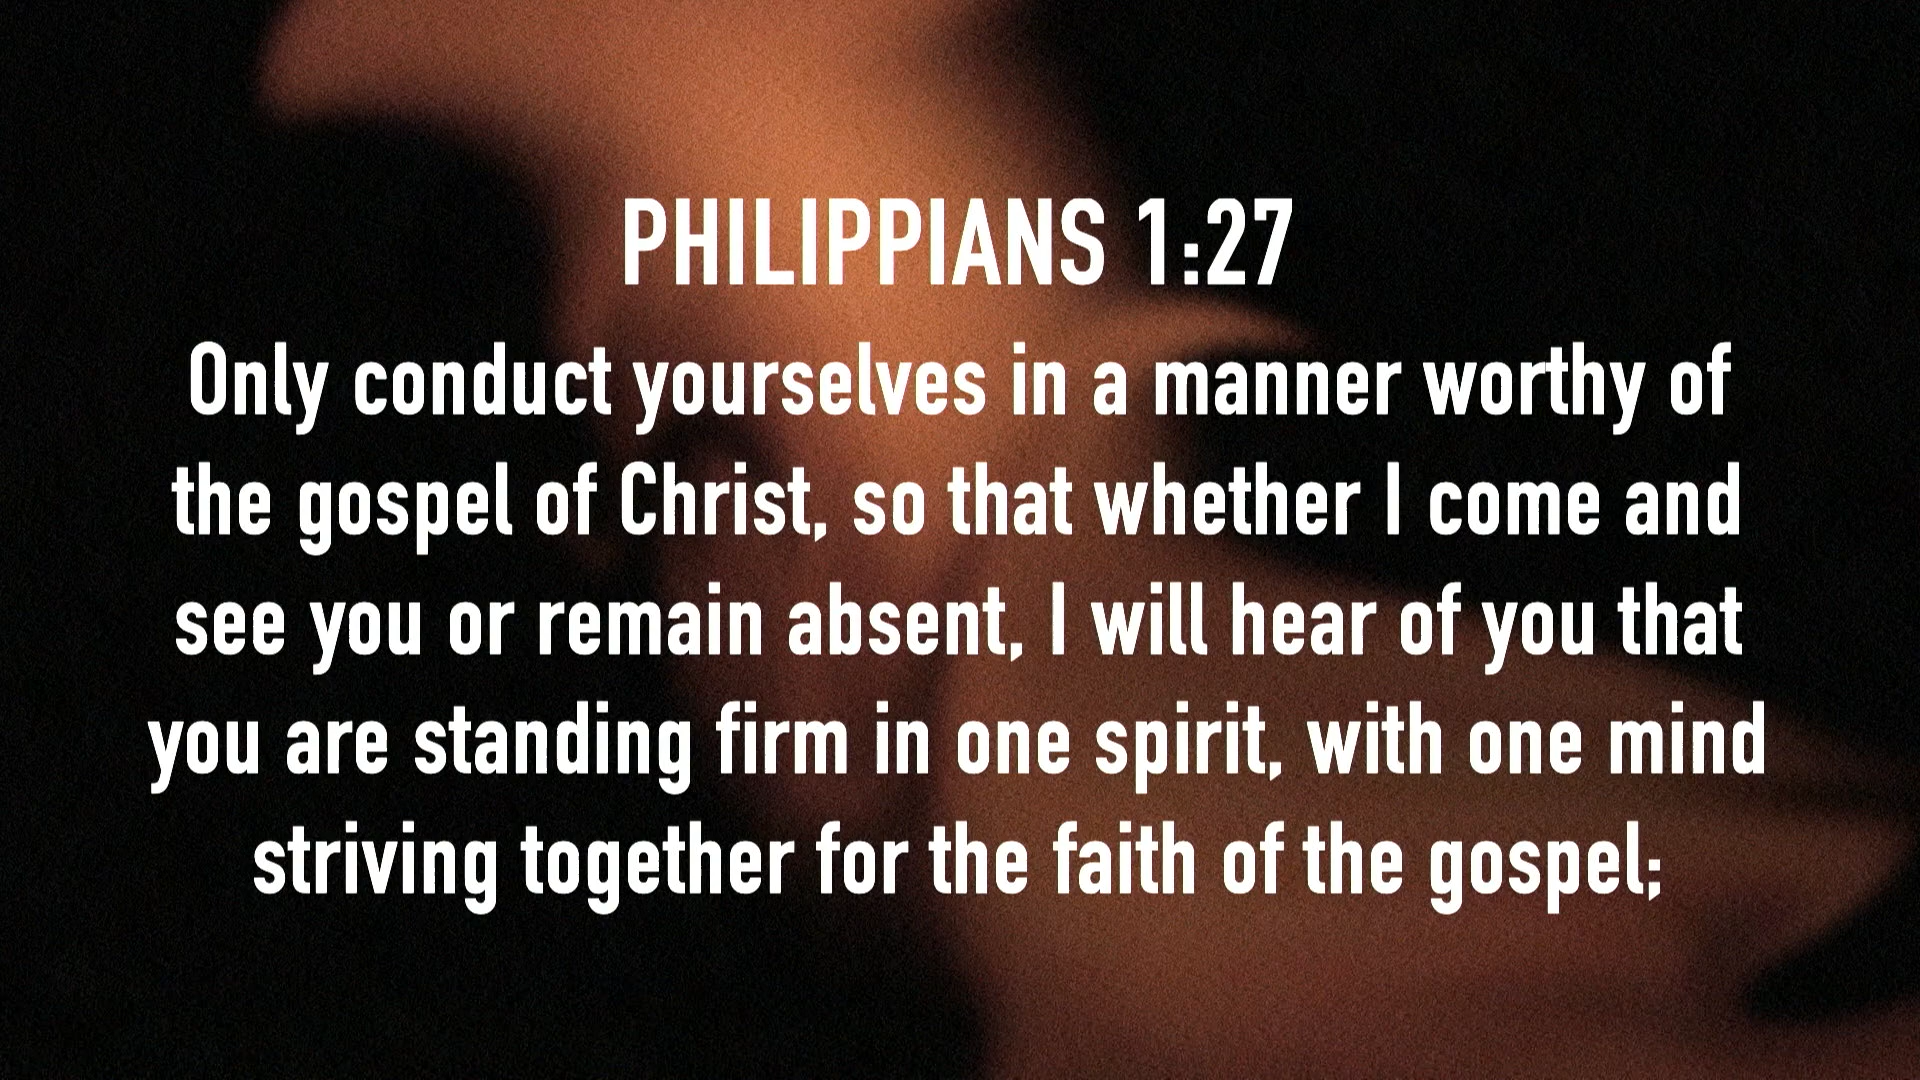 PHILIPPIANS 1:27
Only conduct yourselves in a manner worthy of
the gospel of Christ, so that whether I come and
see you or remain absent, I will hear of you that
you are standing firm in one spirit, with one mind
striving together for the faith of the gospel;